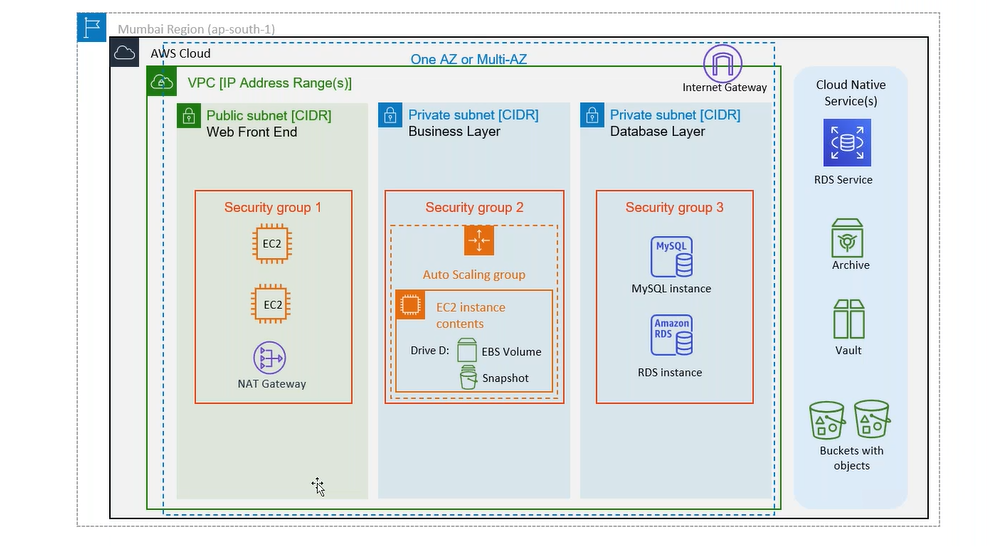 Mumbai Region (ap-south-1)
AWS Cloud
One AZ or Multi-AZ
VPC [IP Address Range(s)]
Internet Gateway
Public subnet [CIDR]
Web Front End
Security group 1
EC2
EC2
NAT Gateway
Private subnet [CIDR]
Business Layer
Security group 2
Auto Scaling group
EC2 instance
contents
Drive D:
EBS Volume
Snapshot
Private subnet [CIDR]
Database Layer
Security group 3
MySQL
MySQL instance
Amazon
RDS
RDS instance
Cloud Native
Service(s)
RDS Service
Archive
Vault
Buckets with
objects